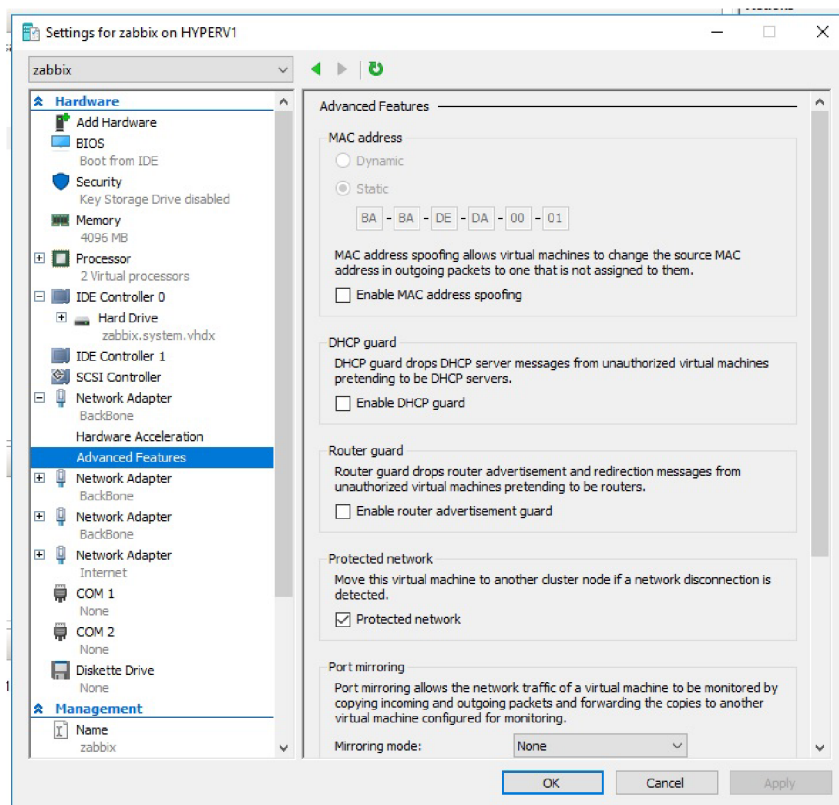 Settings for zabbix on HYPERV1
zabbix
Hardware
Add Hardware
BIOS
Boot from IDE
Security
Key Storage Drive disabled
Memory
4096 MB
Processor
2 Virtual processors
IDE Controller 0
Hard Drive
zabbix.system.vhdx
IDE Controller 1
SCSI Controller
Network Adapter
BackBone
Hardware Acceleration
Advanced Features
Network Adapter
BackBone
Network Adapter
BackBone
Network Adapter
Internet
COM 1
None
COM 2
None
Diskette Drive
None
Management
Name
zabbix
Advanced Features
MAC address
Dynamic
Static
BA - BA - DE - DA - 00 - 01
MAC address spoofing allows virtual machines to change the source MAC
address in outgoing packets to one that is not assigned to them.
Enable MAC address spoofing
DHCP guard
DHCP guard drops DHCP server messages from unauthorized virtual machines
pretending to be DHCP servers.
Enable DHCP guard
Router guard
Router guard drops router advertisement and redirection messages from
unauthorized virtual machines pretending to be routers.
Enable router advertisement guard
Protected network
Move this virtual machine to another cluster node if a network disconnection is
detected.
Protected network
Port mirroring
Port mirroring allows the network traffic of a virtual machine to be monitored by
copying incoming and outgoing packets and forwarding the copies to another
virtual machine configured for monitoring.
Mirroring mode: None
OK Cancel Apply